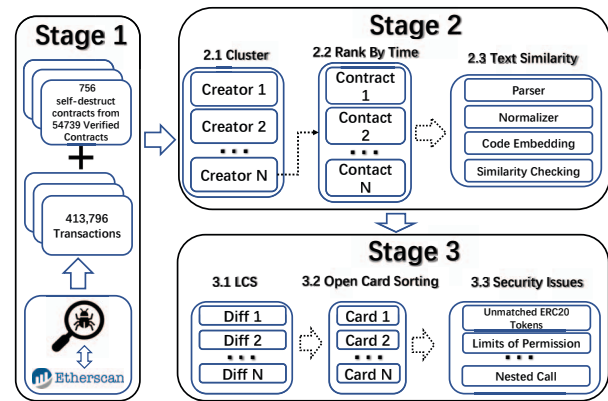 Stage 1
756
self-destruct
contracts from
54739 Verified
Contracts
+
413,796
Transactions
Etherscan
Stage 2
2.1 Cluster
Creator 1
Creator 2
...
Creator N
2.2 Rank By Time
Contract
1
Contact
2
...
Contact
N
2.3 Text Similarity
Parser
Normalizer
Code Embedding
Similarity Checking
Stage 3
3.1 LCS
Diff 1
Diff 2
...
Diff N
3.2 Open Card Sorting
Card 1
Card 2
...
Card N
3.3 Security Issues
Unmatched ERC20
Tokens
Limits of Permission
...
Nested Call